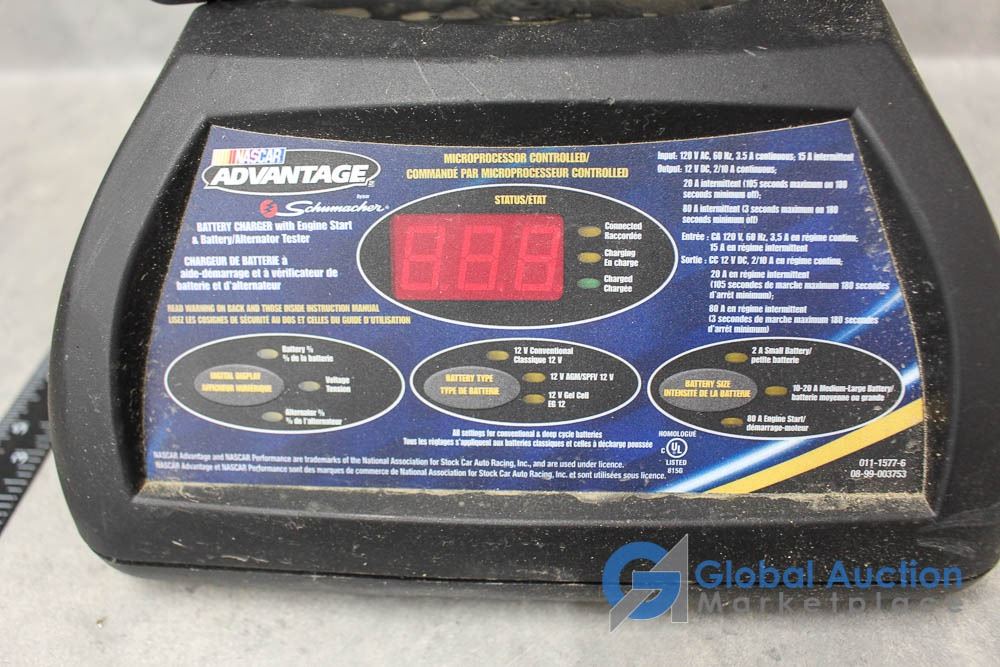 NASCAR
ADVANTAGE
by/par
Schumacher
BATTERY CHARGER with Engine Start
& Battery/Alternator Tester
CHARGEUR DE BATTERIE à
aide-démarrage et à vérificateur de
batterie et d'alternateur
READ WARNING ON BACK AND THOSE INSIDE INSTRUCTION MANUAL
LISEZ LES COSIGNES DE SÉCURITÉ AU DOS ET CELLES DU GUIDE D'UTILISATION
MICROPROCESSOR CONTROLLED/
COMMANDÉ PAR MICROPROCESSEUR CONTROLLED
STATUS/ÉTAT
Connected
Raccordée
Charging
En charge
Charged
Chargée
Input: 120 V AC, 60 Hz, 3.5 A continuous; 15 A intermittent
Output: 12 V DC, 2/10 A continuous;
20 A intermittent (105 seconds maximum on 180
seconds minimum off);
80 A intermittent (3 seconds maximum on 180
seconds minimum off)
Entrée : CA 120 V, 60 Hz, 3,5 A en régime continu;
15 A en régime intermittent
Sortie : CC 12 V DC, 2/10 A en régime continu;
20 A en régime intermittent
(105 secondes de marche maximum 180 secondes
d'arrêt minimum);
80 A en régime intermittent
(3 secondes de marche maximum 180 secondes
d'arrêt minimum)
Battery %
% de la batterie
DIGITAL DISPLAY
AFFICHEUR NUMÉRIQUE
Voltage
Tension
Alternator %
% de l'alternateur
12 V Conventional
Classique 12 V
BATTERY TYPE
TYPE DE BATTERIE
12 V AGM/SPFV 12 V
12 V Gel Cell
EG 12
2 A Small Battery/
petite batterie
BATTERY SIZE
INTENSITÉ DE LA BATTERIE
10-20 A Medium-Large Battery/
batterie moyenne ou grande
80 A Engine Start/
démarrage-moteur
All settings for conventional & deep cycle batteries
Tous les réglages s'appliquent aux batteries classiques et celles à décharge poussée
HOMOLOGUÉ
C UL
LISTED
815G
NASCAR Advantage and NASCAR Performance are trademarks of the National Association for Stock Car Auto Racing, Inc., and are used under licence.
NASCAR Advantage et NASCAR Performance sont des marques de commerce de National Association for Stock Car Auto Racing, Inc. et sont utilisées sous licence.
011-1577-6
08-99-003753
Global Auction
Marketplace